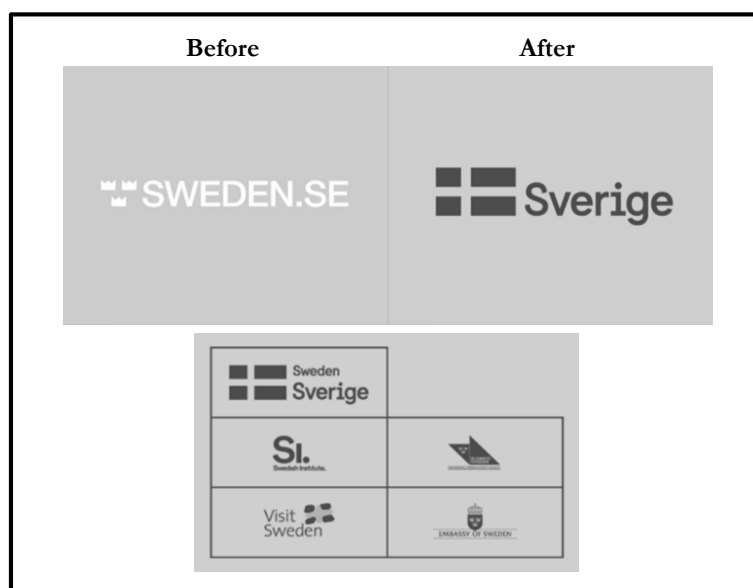 Before
After
SWEDEN.SE
Sverige
Sweden
Sverige
SI.
Swedish Institute.
Visit
Sweden
EMBASSY OF SWEDEN